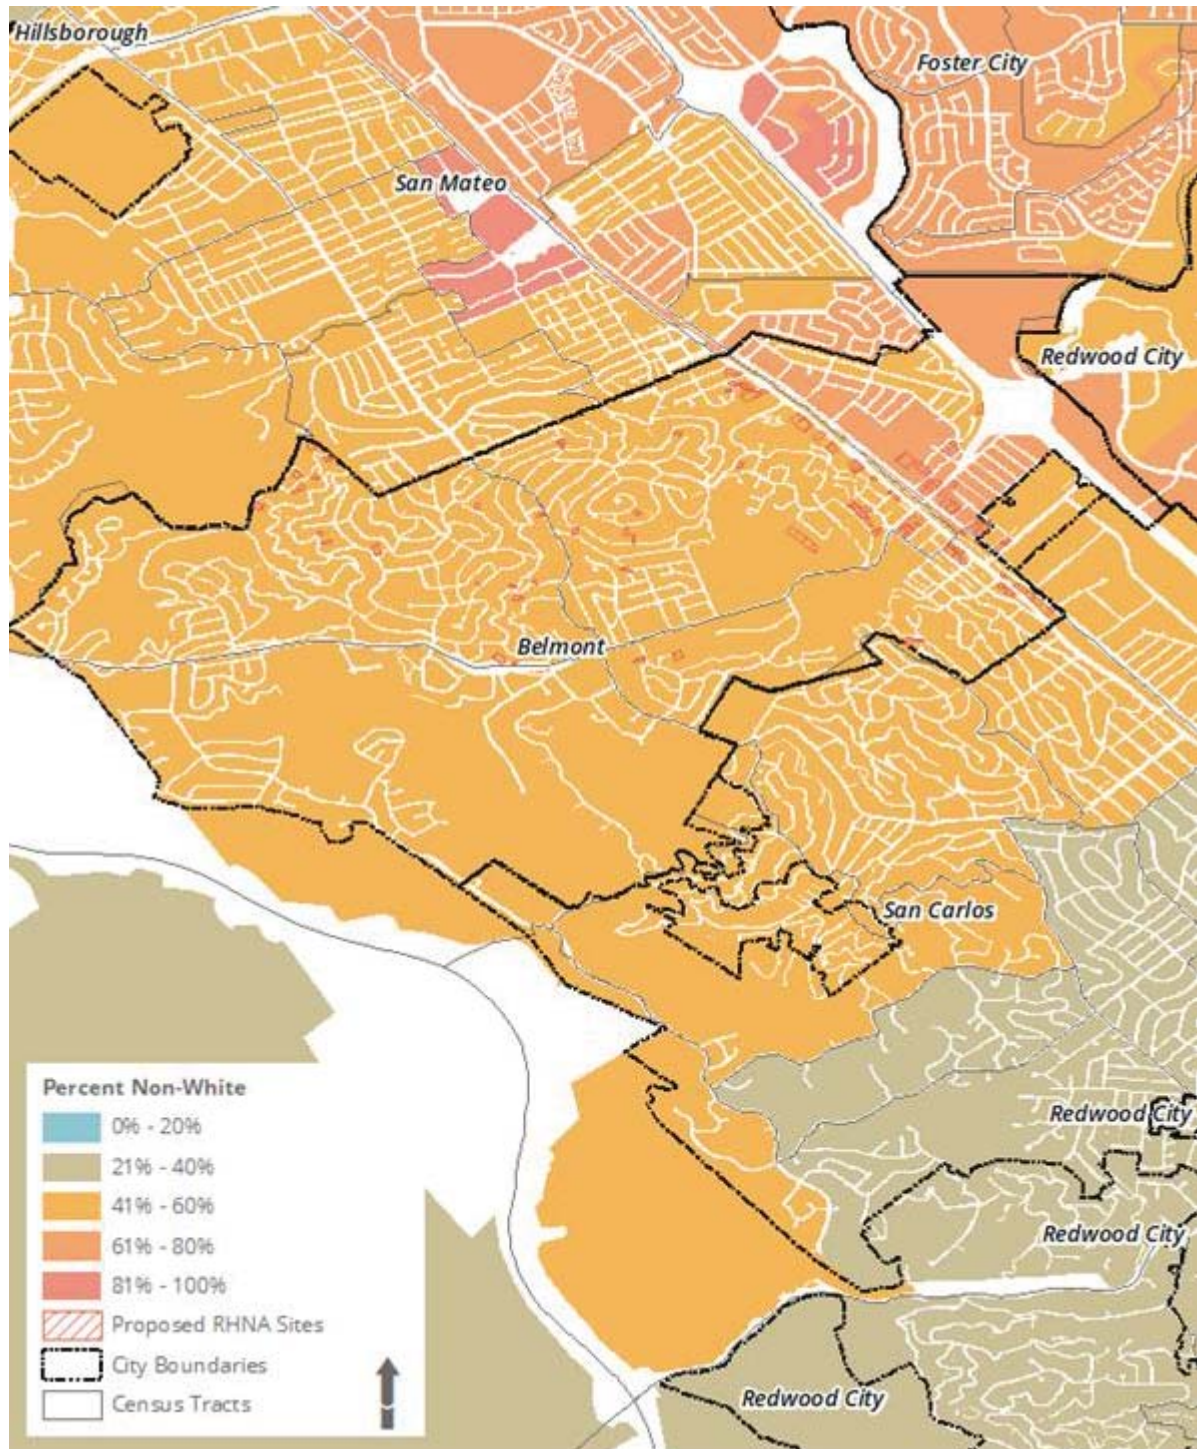 Hillsborough
Foster City
San Mateo
Redwood City
Belmont
San Carlos
Redwood City
Redwood City
Redwood City
Percent Non-White
0% - 20%
21% - 40%
41% - 60%
61% - 80%
81% - 100%
Proposed RHNA Sites
City Boundaries
Census Tracts